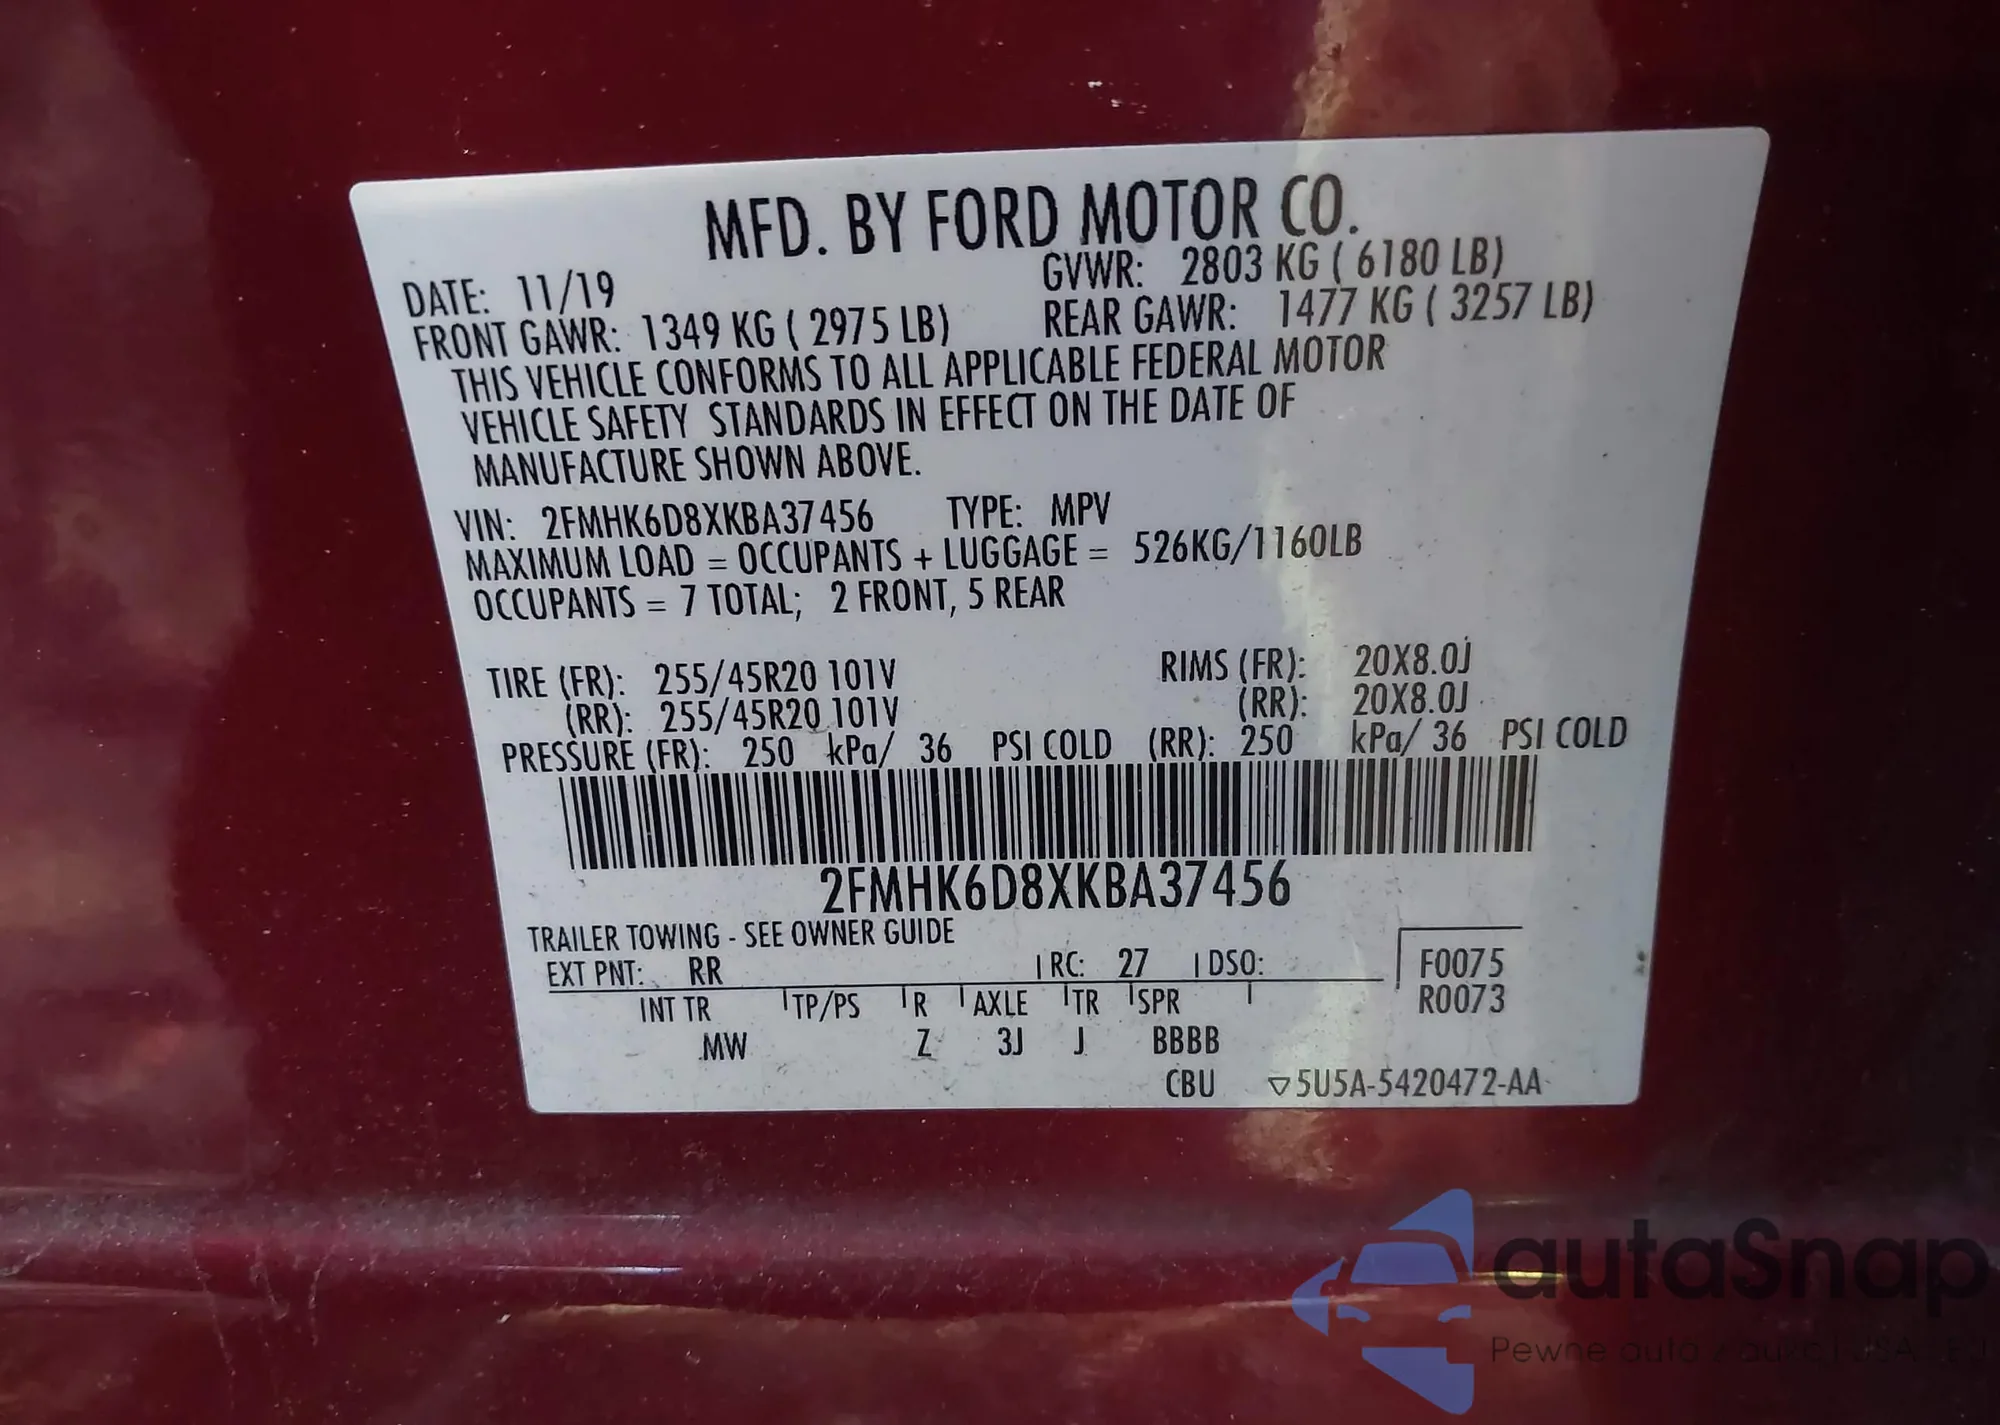 MFD. BY FORD MOTOR CO.
DATE: 11/19 GVWR: 2803 KG ( 6180 LB)
FRONT GAWR: 1349 KG ( 2975 LB) REAR GAWR: 1477 KG ( 3257 LB)
THIS VEHICLE CONFORMS TO ALL APPLICABLE FEDERAL MOTOR
VEHICLE SAFETY STANDARDS IN EFFECT ON THE DATE OF
MANUFACTURE SHOWN ABOVE.
VIN: 2FMHK6D8XKBA37456 TYPE: MPV
MAXIMUM LOAD = OCCUPANTS + LUGGAGE = 526KG/1160LB
OCCUPANTS = 7 TOTAL; 2 FRONT, 5 REAR
TIRE (FR): 255/45R20 101V RIMS (FR): 20X8.0J
(RR): 255/45R20 101V (RR): 20X8.0J
PRESSURE (FR): 250 kPa/ 36 PSI COLD (RR): 250 kPa/ 36 PSI COLD
2FMHK6D8XKBA37456
TRAILER TOWING - SEE OWNER GUIDE
EXT PNT: RR RC: 27 DSO: F0075
INT TR TP/PS R AXLE TR SPR R0073
MW Z 3J J BBBB
CBU ▽5U5A-5420472-AA
autoSnap
Pewne auto z aukcji USA